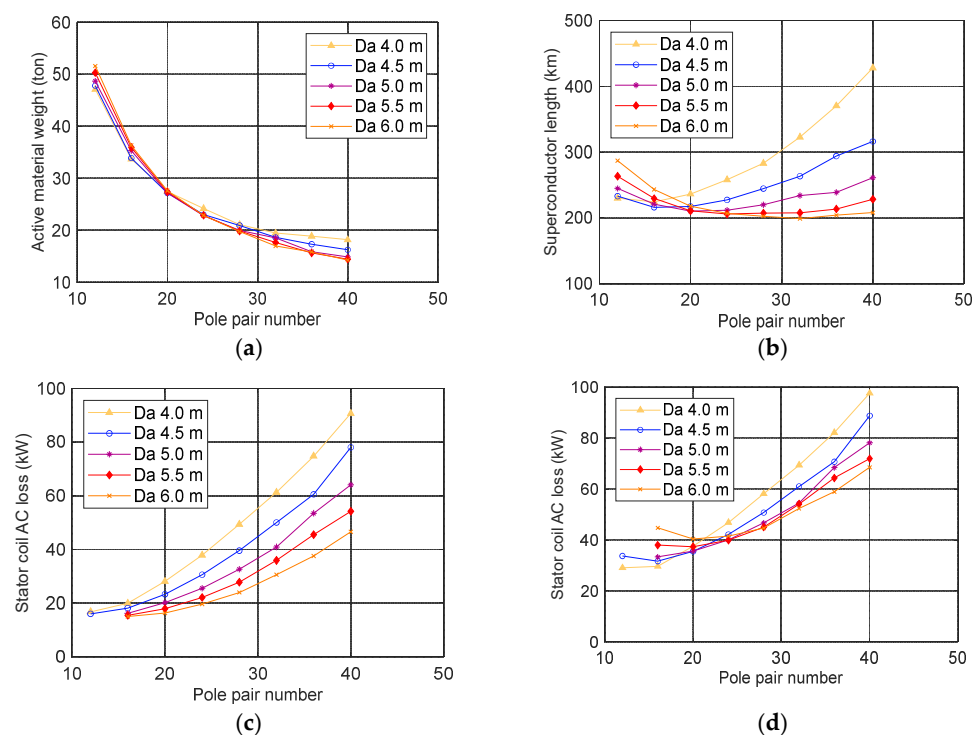 60
50
40
30
20
10
Active material weight (ton)
Da 4.0 m
Da 4.5 m
Da 5.0 m
Da 5.5 m
Da 6.0 m
10 20 30 40 50
Pole pair number
(a)
500
400
300
200
100
Superconductor length (km)
Da 4.0 m
Da 4.5 m
Da 5.0 m
Da 5.5 m
Da 6.0 m
10 20 30 40 50
Pole pair number
(b)
100
80
60
40
20
0
Stator coil AC loss (kW)
Da 4.0 m
Da 4.5 m
Da 5.0 m
Da 5.5 m
Da 6.0 m
10 20 30 40 50
Pole pair number
(c)
100
80
60
40
20
0
Stator coil AC loss (kW)
Da 4.0 m
Da 4.5 m
Da 5.0 m
Da 5.5 m
Da 6.0 m
10 20 30 40 50
Pole pair number
(d)